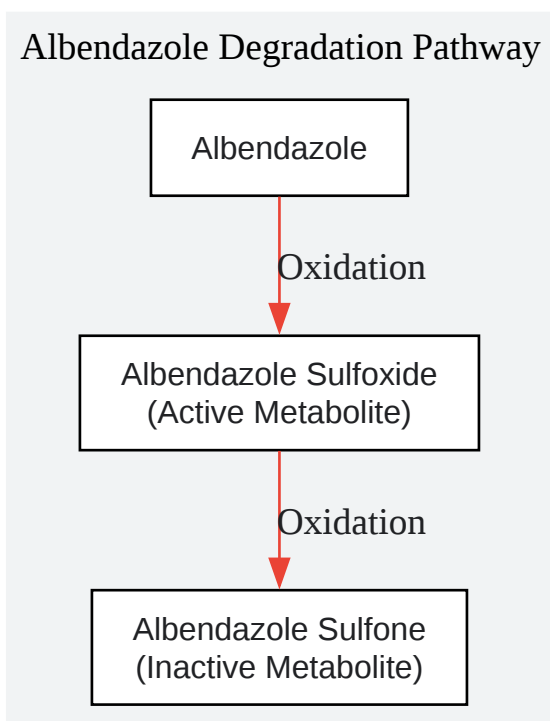 Albendazole Degradation Pathway
Albendazole
Oxidation
Albendazole Sulfoxide
(Active Metabolite)
Oxidation
Albendazole Sulfone
(Inactive Metabolite)